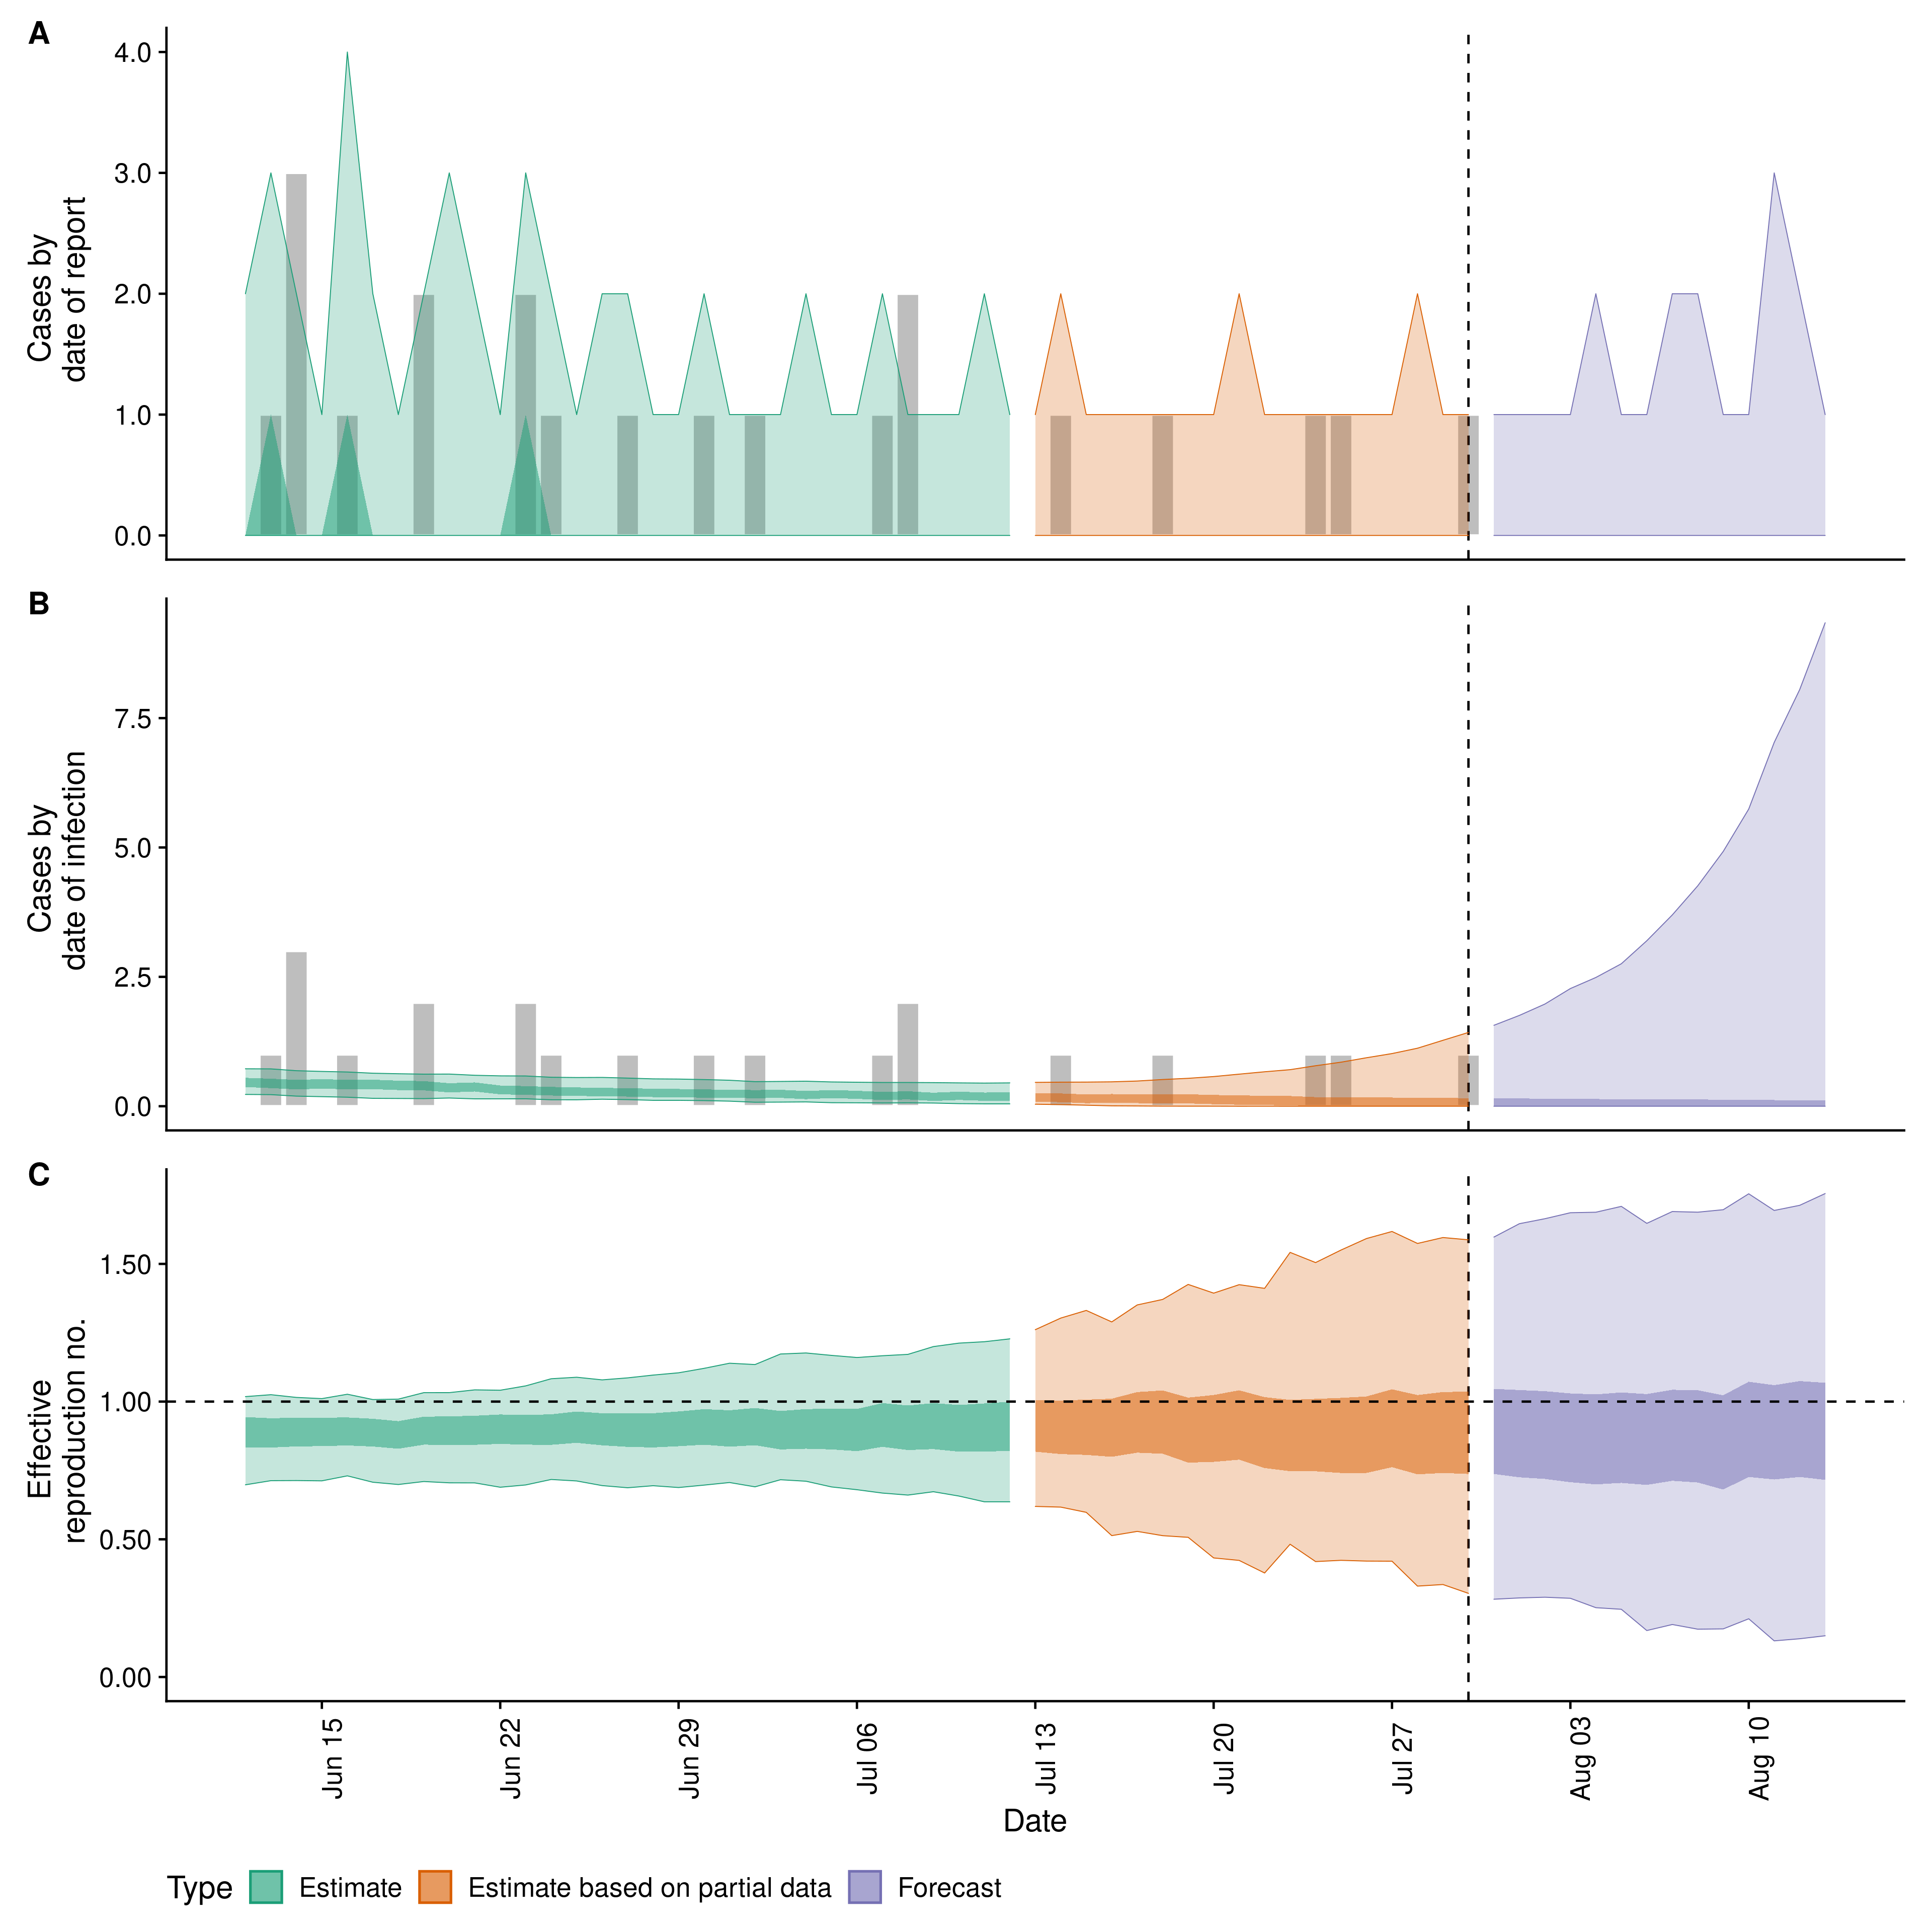 A
4.0
3.0
2.0
1.0
0.0
Cases by
date of report
B
7.5
5.0
2.5
0.0
Cases by
date of infection
C
1.50
1.00
0.50
0.00
Effective
reproduction no.
Jun 15
Jun 22
Jun 29
Jul 06
Jul 13
Jul 20
Jul 27
Aug 03
Aug 10
Date
Type Estimate Estimate based on partial data Forecast